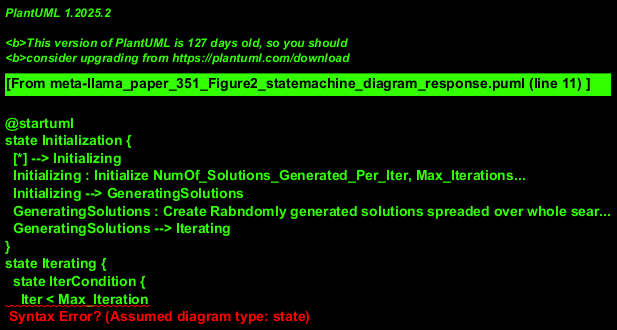 PlantUML 1.2025.2
<b>This version of PlantUML is 127 days old, so you should
<b>consider upgrading from https://plantuml.com/download
[From meta-llama_paper_351_Figure2_statemachine_diagram_response.puml (line 11) ]
@startuml
state Initialization {
[*] --> Initializing
Initializing : Initialize NumOf_Solutions_Generated_Per_Iter, Max_Iterations...
Initializing --> GeneratingSolutions
GeneratingSolutions : Create Rabndomly generated solutions spreaded over whole sear...
GeneratingSolutions --> Iterating
}
state Iterating {
state IterCondition {
Iter < Max_Iteration
Syntax Error? (Assumed diagram type: state)